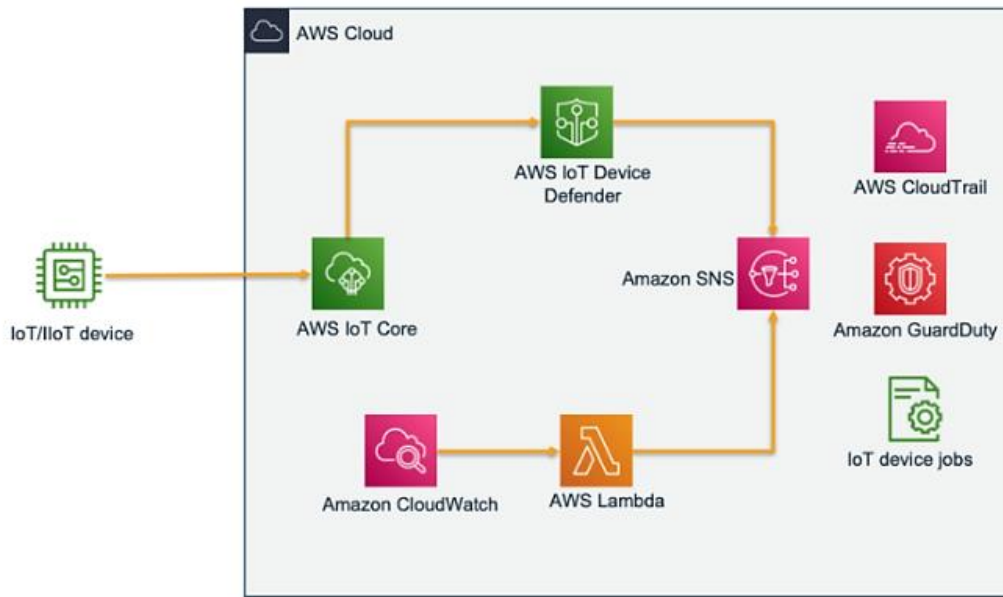 AWS Cloud
AWS IoT Device
Defender
AWS CloudTrail
Amazon SNS
IoT/IIoT device
AWS IoT Core
Amazon GuardDuty
IoT device jobs
Amazon CloudWatch
AWS Lambda